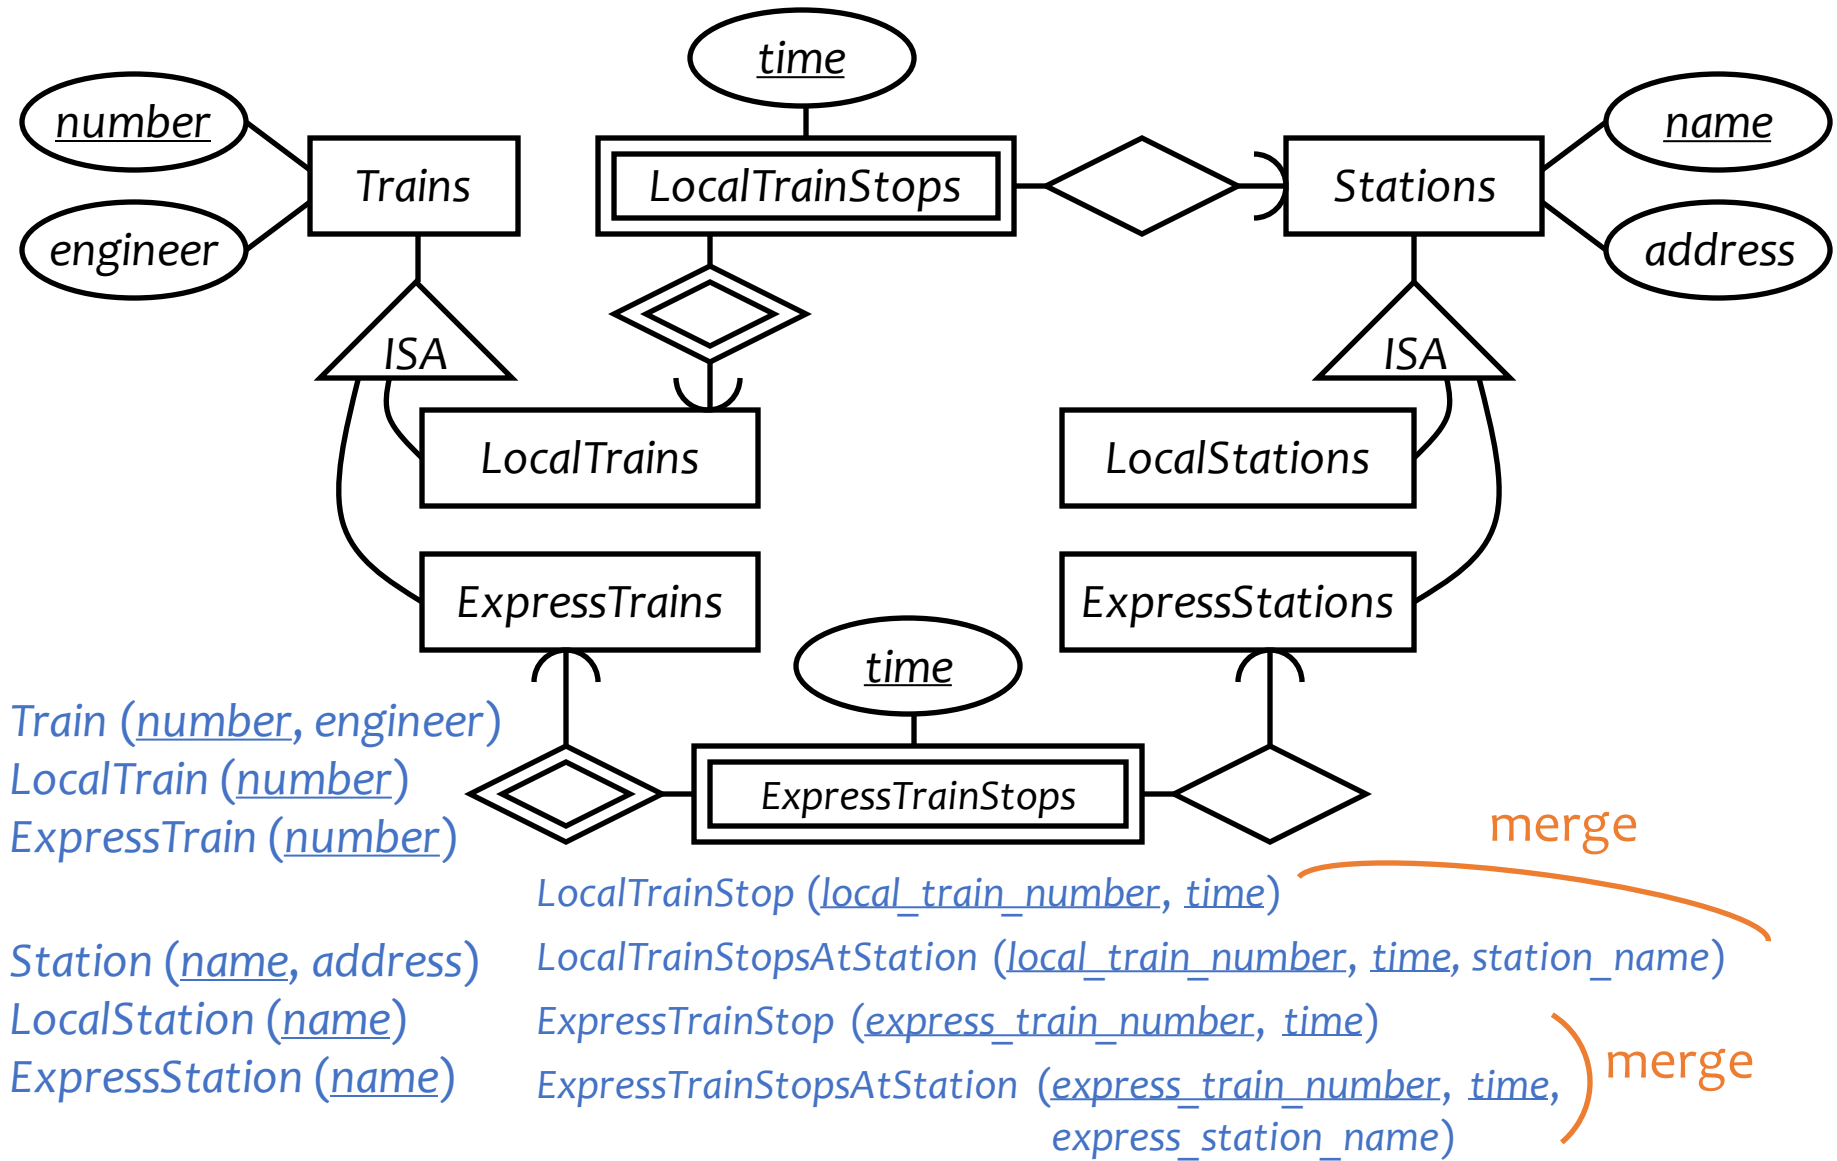 time
number
name
Trains
LocalTrainStops
Stations
engineer
address
ISA
ISA
LocalTrains
LocalStations
ExpressTrains
ExpressStations
time
ExpressTrainStops
Train (number, engineer)
LocalTrain (number)
ExpressTrain (number)
Station (name, address)
LocalStation (name)
ExpressStation (name)
merge
LocalTrainStop (local_train_number, time)
LocalTrainStopsAtStation (local_train_number, time, station_name)
ExpressTrainStop (express_train_number, time)
merge
ExpressTrainStopsAtStation (express_train_number, time,
express_station_name)